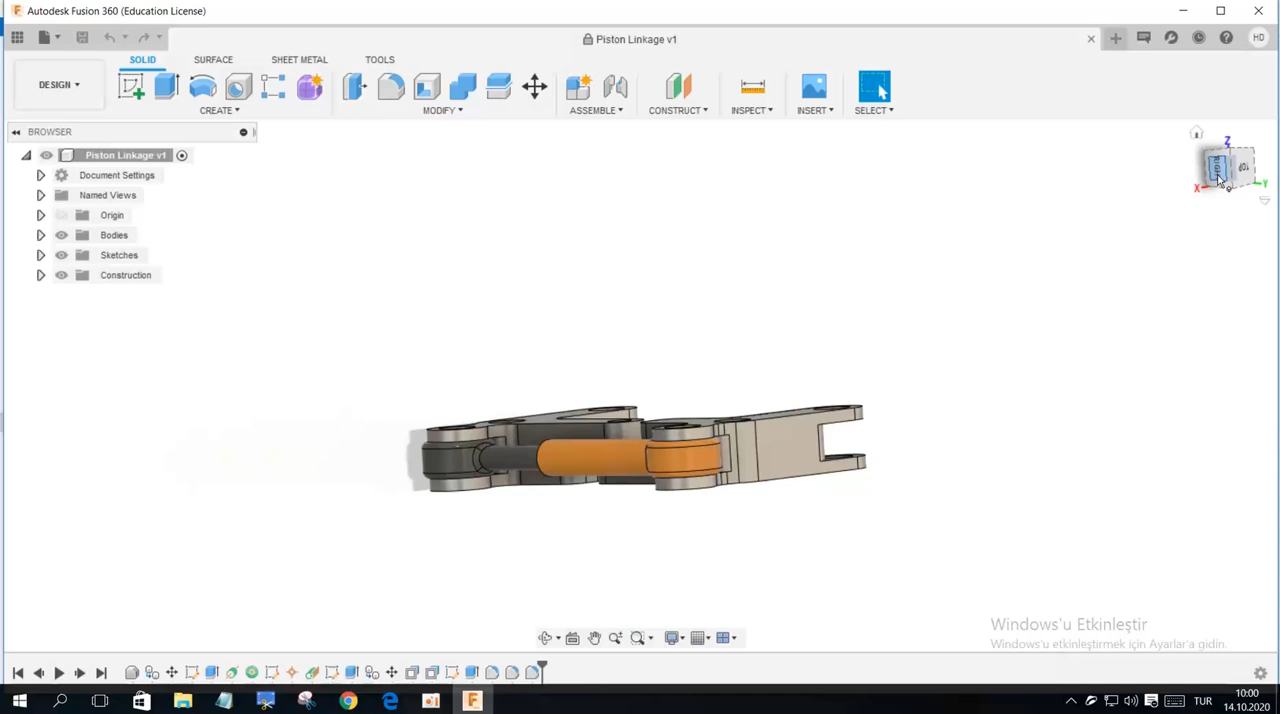 Autodesk Fusion 360 (Education License)
Piston Linkage v1
HD
SOLID
SURFACE
SHEET METAL
TOOLS
DESIGN
CREATE
MODIFY
ASSEMBLE
CONSTRUCT
INSPECT
INSERT
SELECT
BROWSER
Piston Linkage v1
Document Settings
Named Views
Origin
Bodies
Sketches
Construction
Z
X
Y
Windows'u Etkinleştir
Windows'u etkinleştirmek için Ayarlar'a gidin.
TUR
10:00
14.10.2020